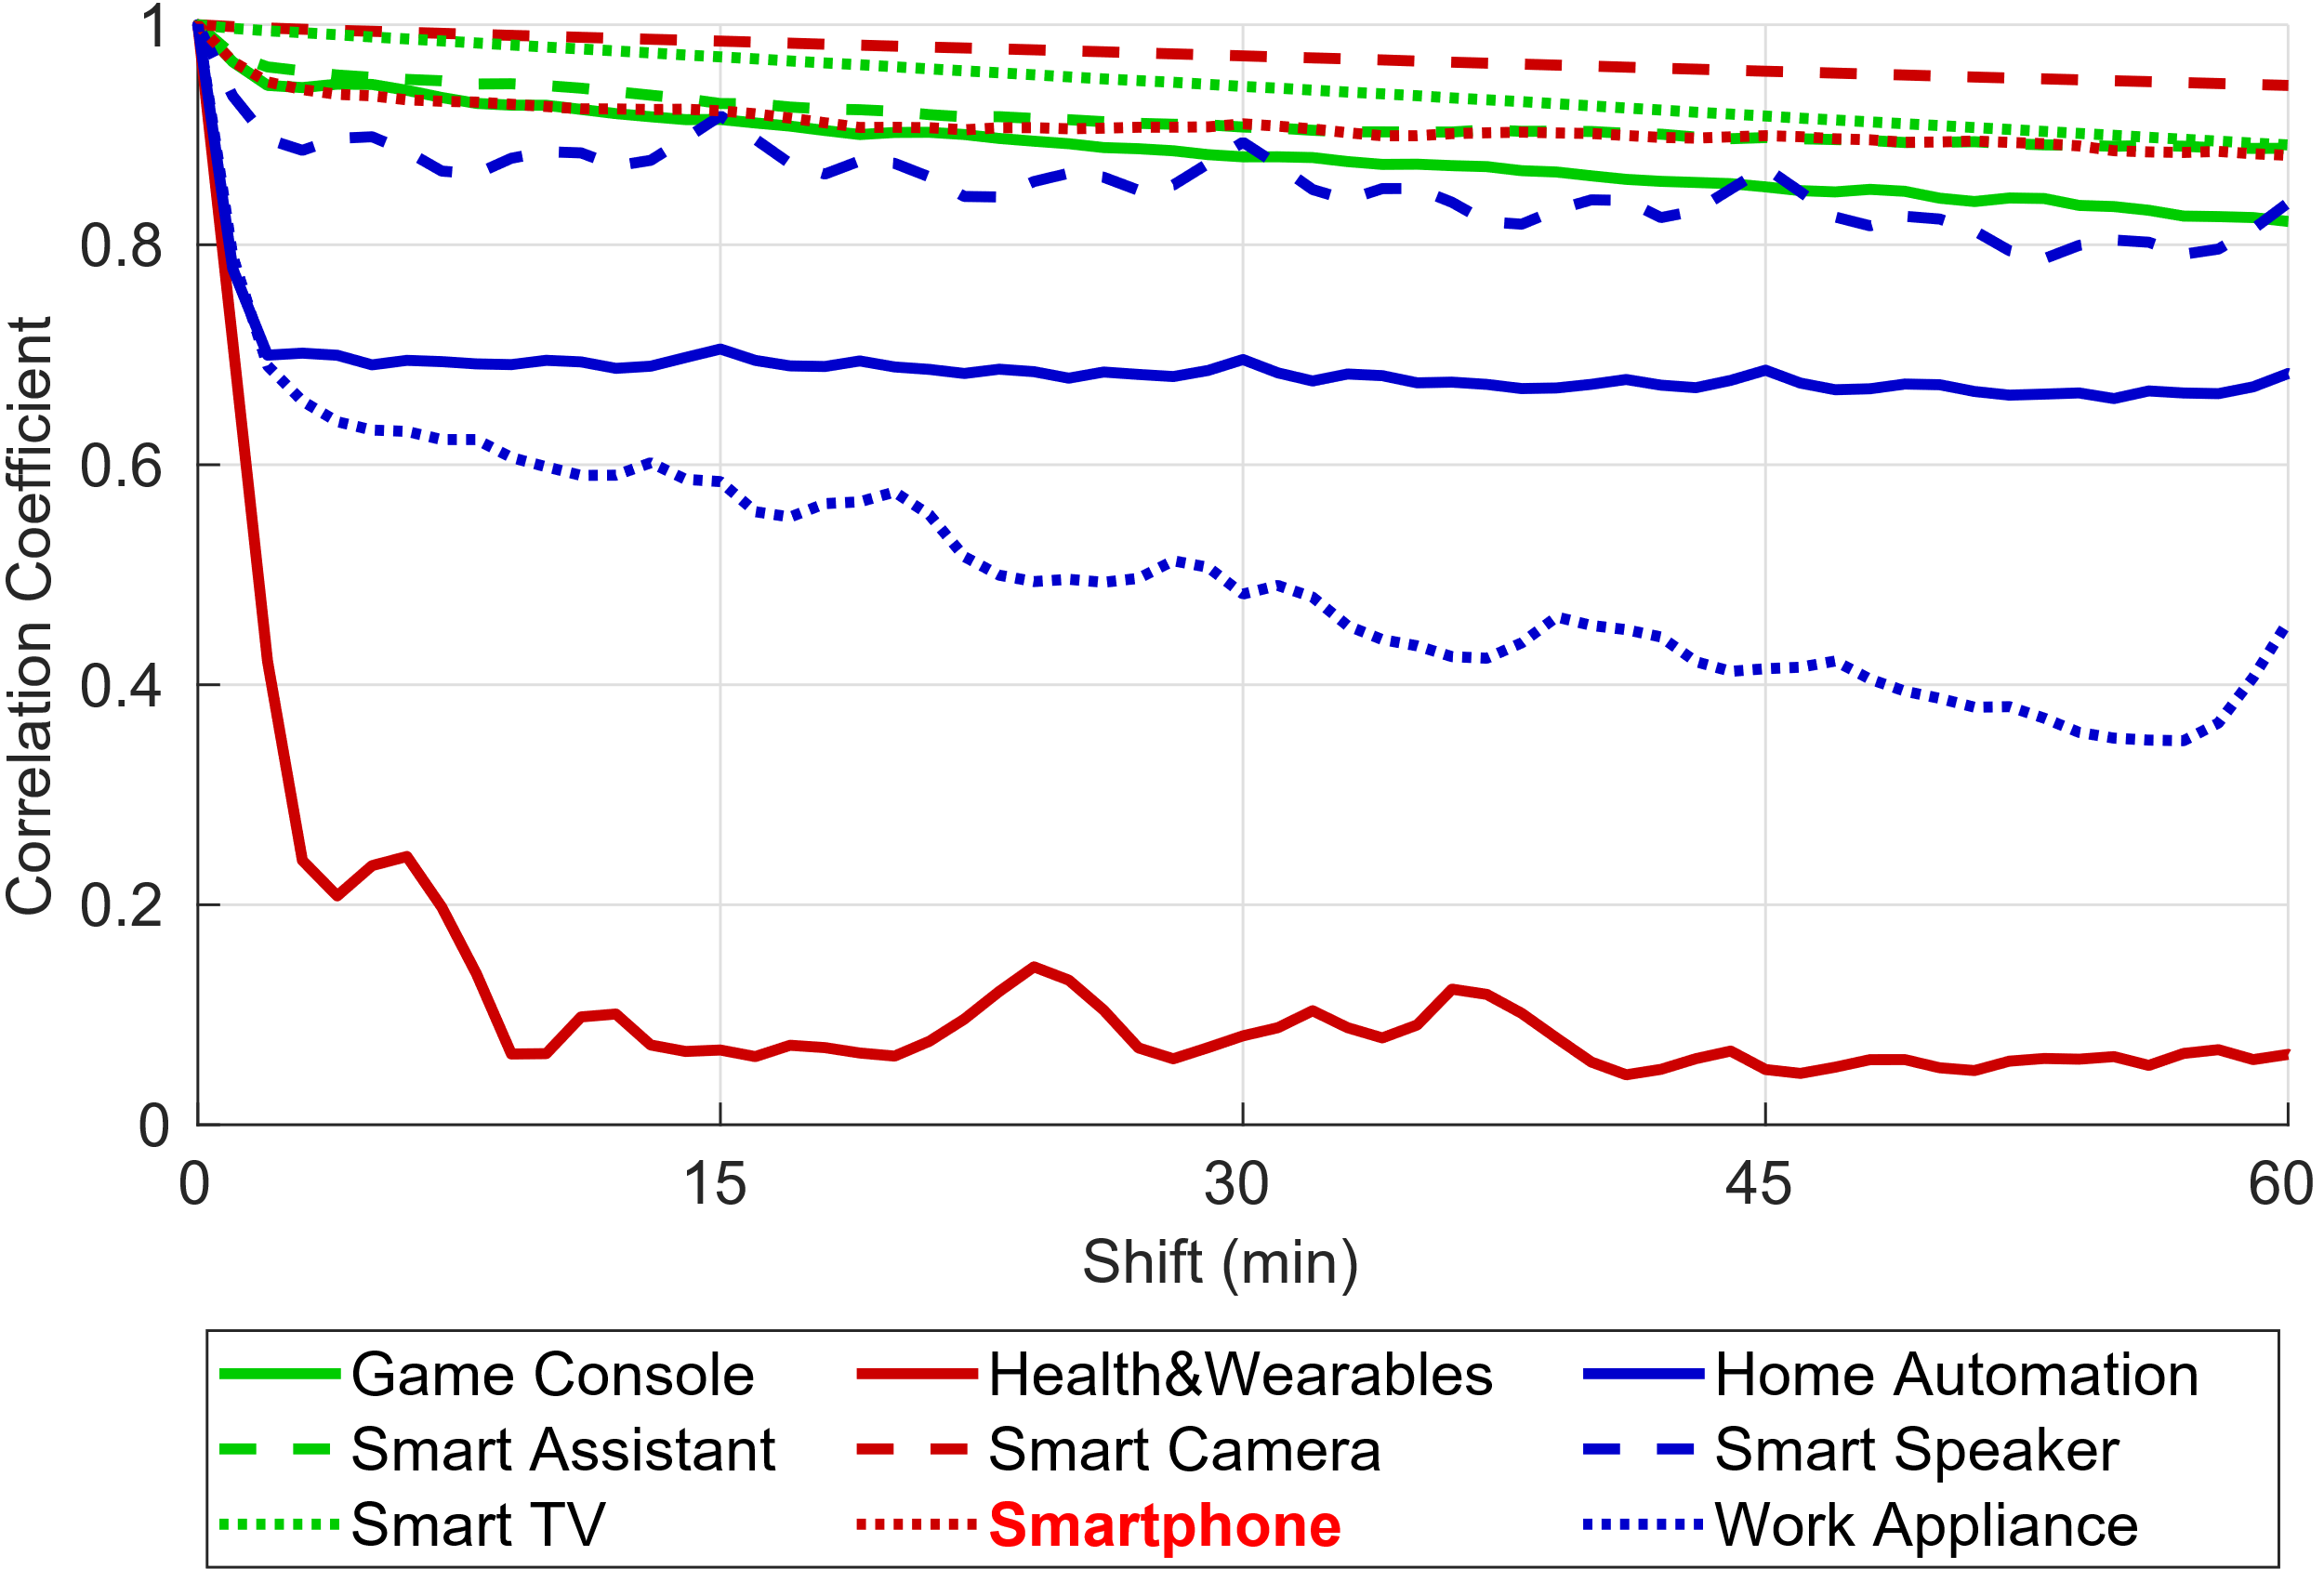 1
0.8
0.6
0.4
0.2
0
Correlation Coefficient
0 15 30 45 60
Shift (min)
Game Console Health&Wearables Home Automation
Smart Assistant Smart Camera Smart Speaker
Smart TV Smartphone Work Appliance